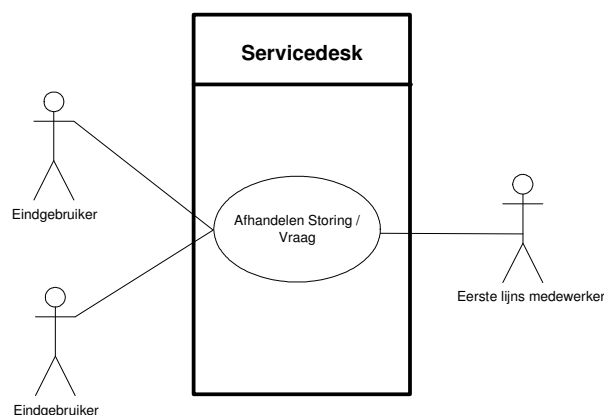 Servicedesk
Eindgebruiker
Afhandelen Storing /
Vraag
Eerste lijns medewerker
Eindgebruiker